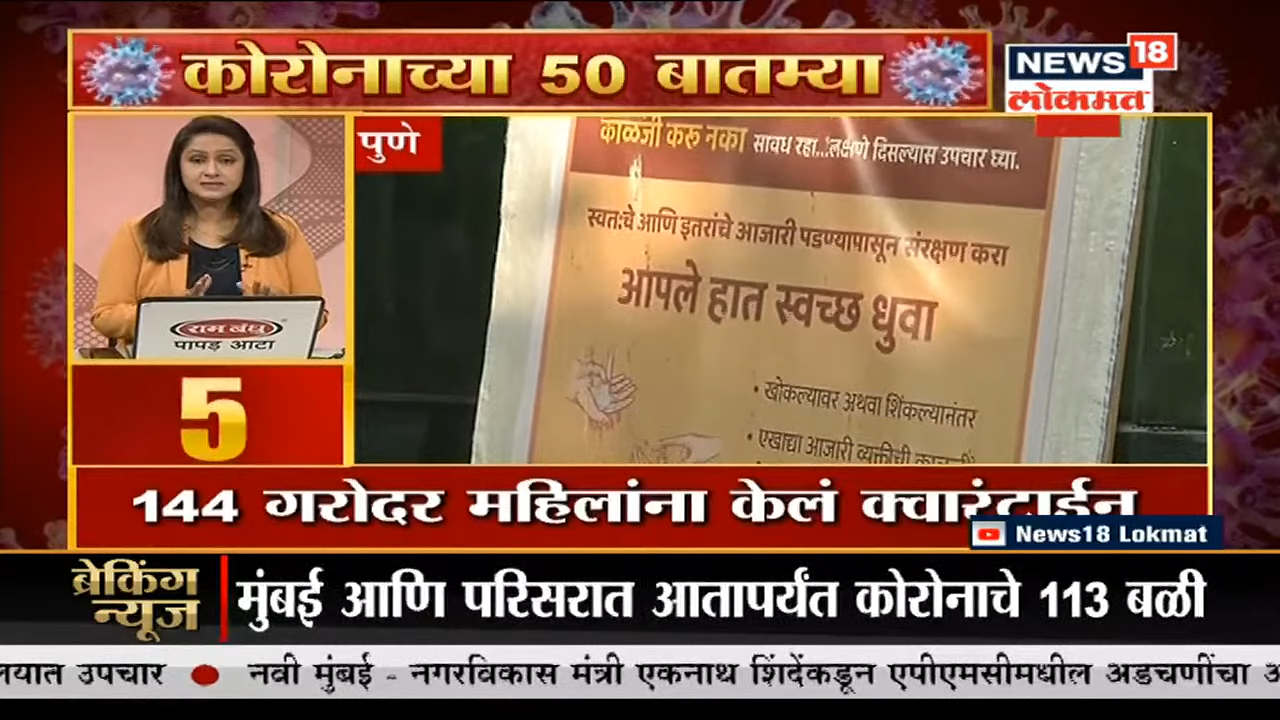 कोरोनाच्या 50 बातम्या
NEWS 18
लोकमत
पुणे
काळजी करू नका सावध रहा...'लक्षणे दिसल्यास उपचार घ्या.
स्वत:चे आणि इतरांचे आजारी पडण्यापासून संरक्षण करा
आपले हात स्वच्छ धुवा
• खोकल्यावर अथवा शिंकल्यानंतर
• एखाद्या आजारी व्यक्तीची
राम बंधु
पापड आटा
5
144 गरोदर महिलांना केलं क्वारंटाईन
News18 Lokmat
ब्रेकिंग न्यूज
मुंबई आणि परिसरात आतापर्यंत कोरोनाचे 113 बळी
उपचार ● नवी मुंबई - नगरविकास मंत्री एकनाथ शिंदेंकडून एपीएमसीमधील अडचणींचा